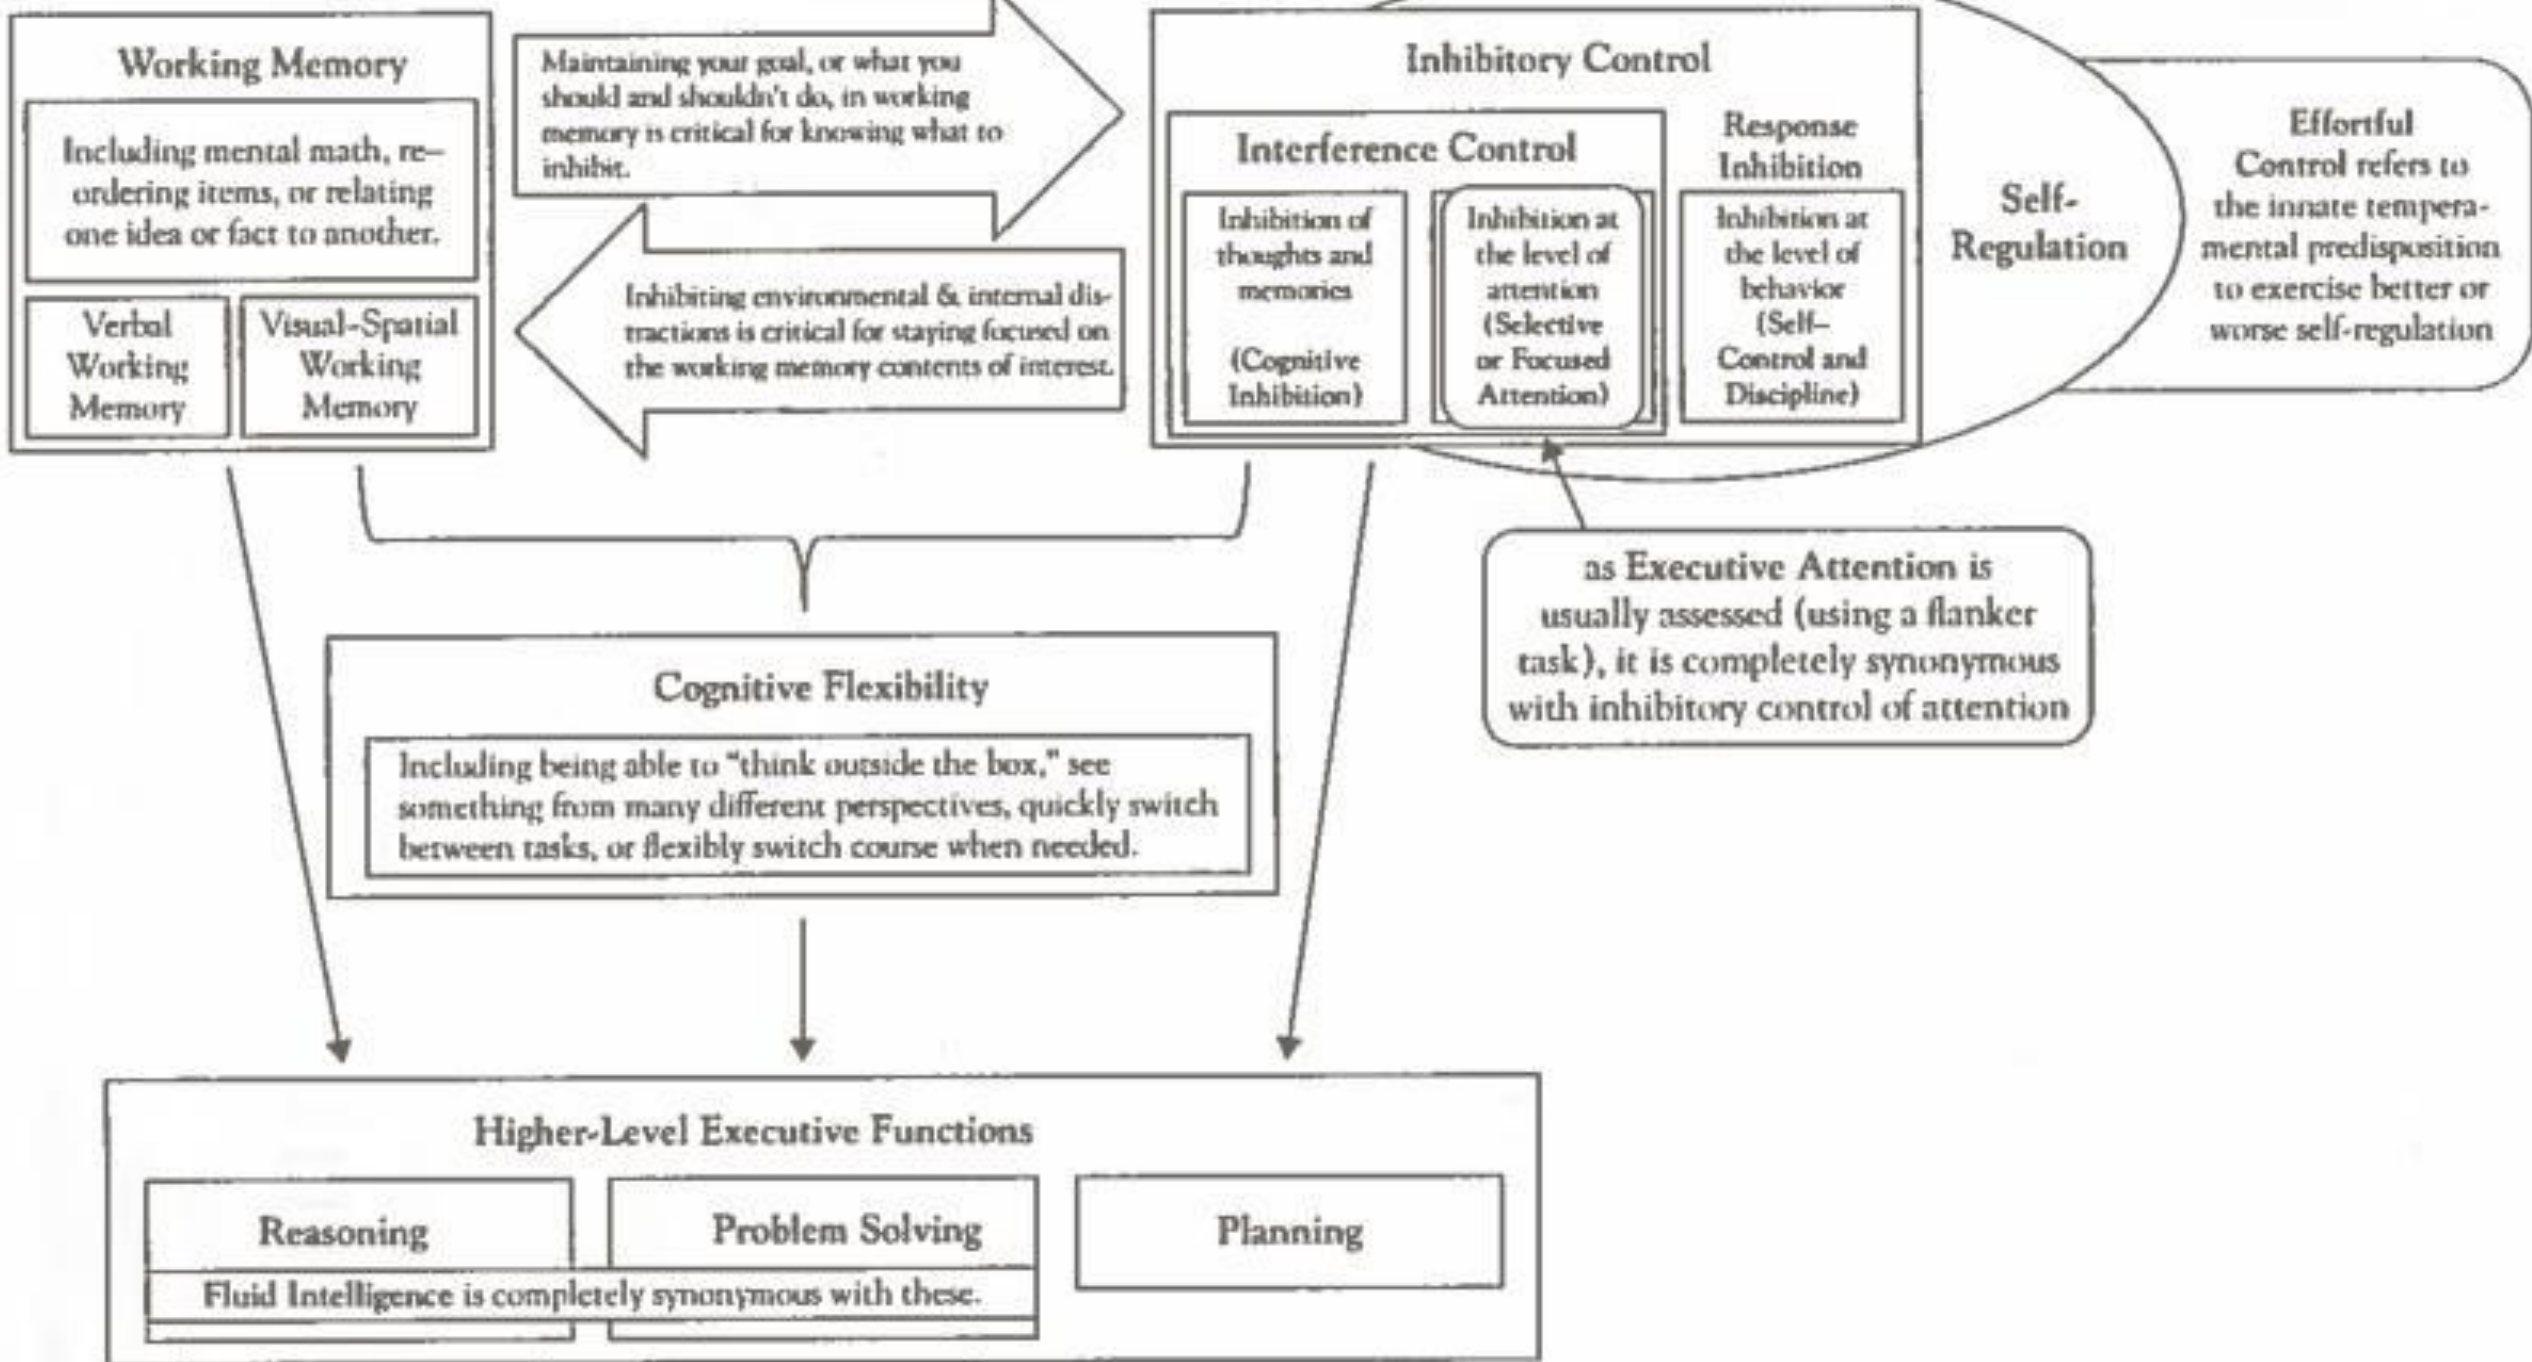 Working Memory
Including mental math, re–
ordering items, or relating
one idea or fact to another.
Verbal
Working
Memory
Visual–Spatial
Working
Memory
Maintaining your goal, or what you
should and shouldn't do, in working
memory is critical for knowing what to
inhibit.
Inhibiting environmental & internal dis-
tractions is critical for staying focused on
the working memory contents of interest.
Inhibitory Control
Interference Control
Inhibition of
thoughts and
memories
(Cognitive
Inhibition)
Inhibition at
the level of
attention
(Selective
or Focused
Attention)
Response
Inhibition
Inhibition at
the level of
behavior
(Self–
Control and
Discipline)
Self-
Regulation
Effortful
Control refers to
the innate tempera-
mental predisposition
to exercise better or
worse self-regulation
as Executive Attention is
usually assessed (using a flanker
task), it is completely synonymous
with inhibitory control of attention
Cognitive Flexibility
Including being able to “think outside the box,” see
something from many different perspectives, quickly switch
between tasks, or flexibly switch course when needed.
Higher-Level Executive Functions
Reasoning
Problem Solving
Planning
Fluid Intelligence is completely synonymous with these.